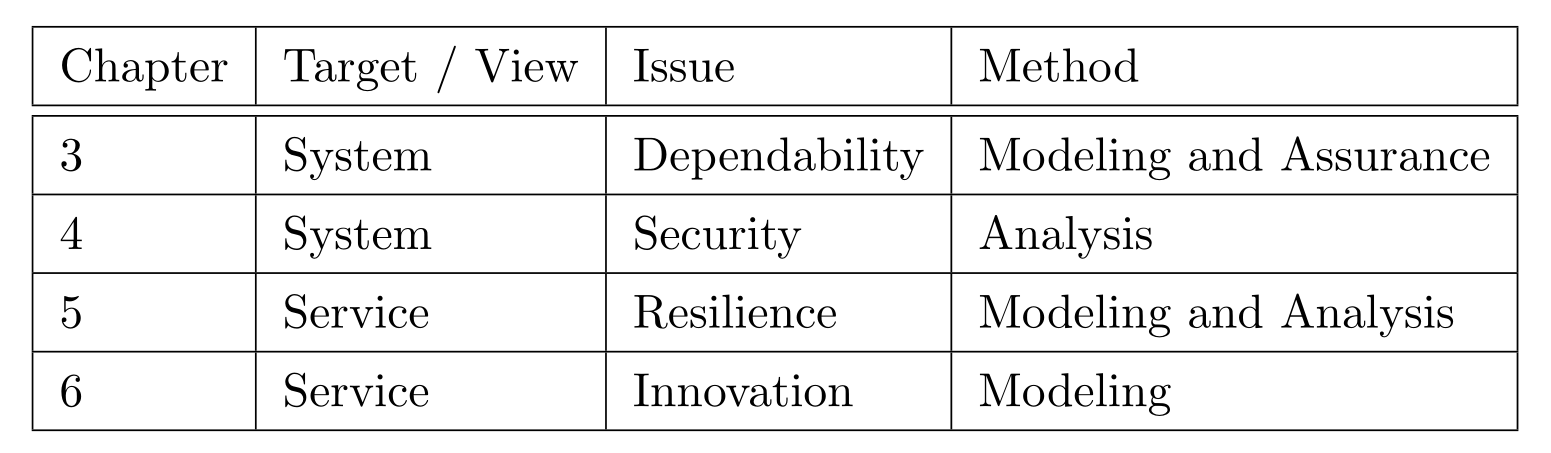 Chapter Target / View Issue Method
3 System Dependability Modeling and Assurance
4 System Security Analysis
5 Service Resilience Modeling and Analysis
6 Service Innovation Modeling